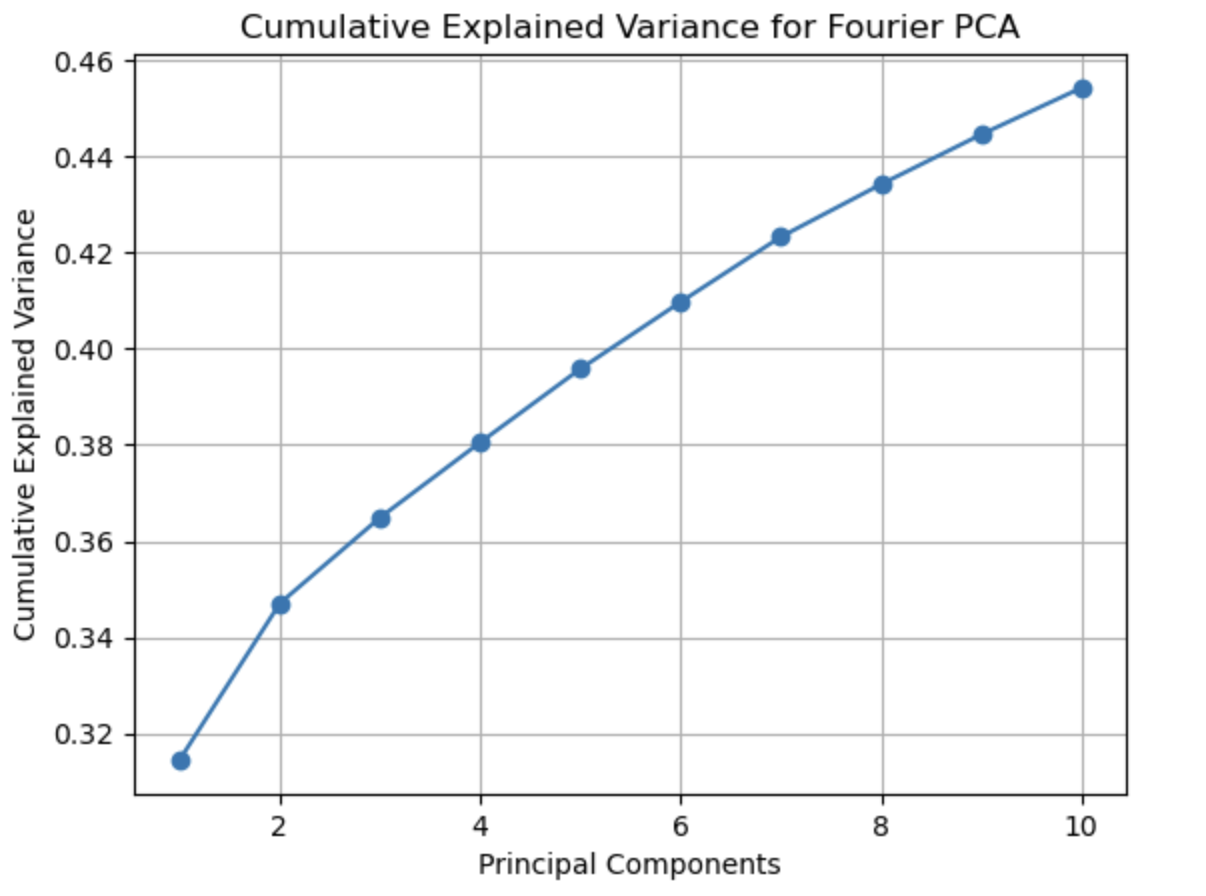 Cumulative Explained Variance for Fourier PCA
Cumulative Explained Variance
0.46
0.44
0.42
0.40
0.38
0.36
0.34
0.32
2 4 6 8 10
Principal Components